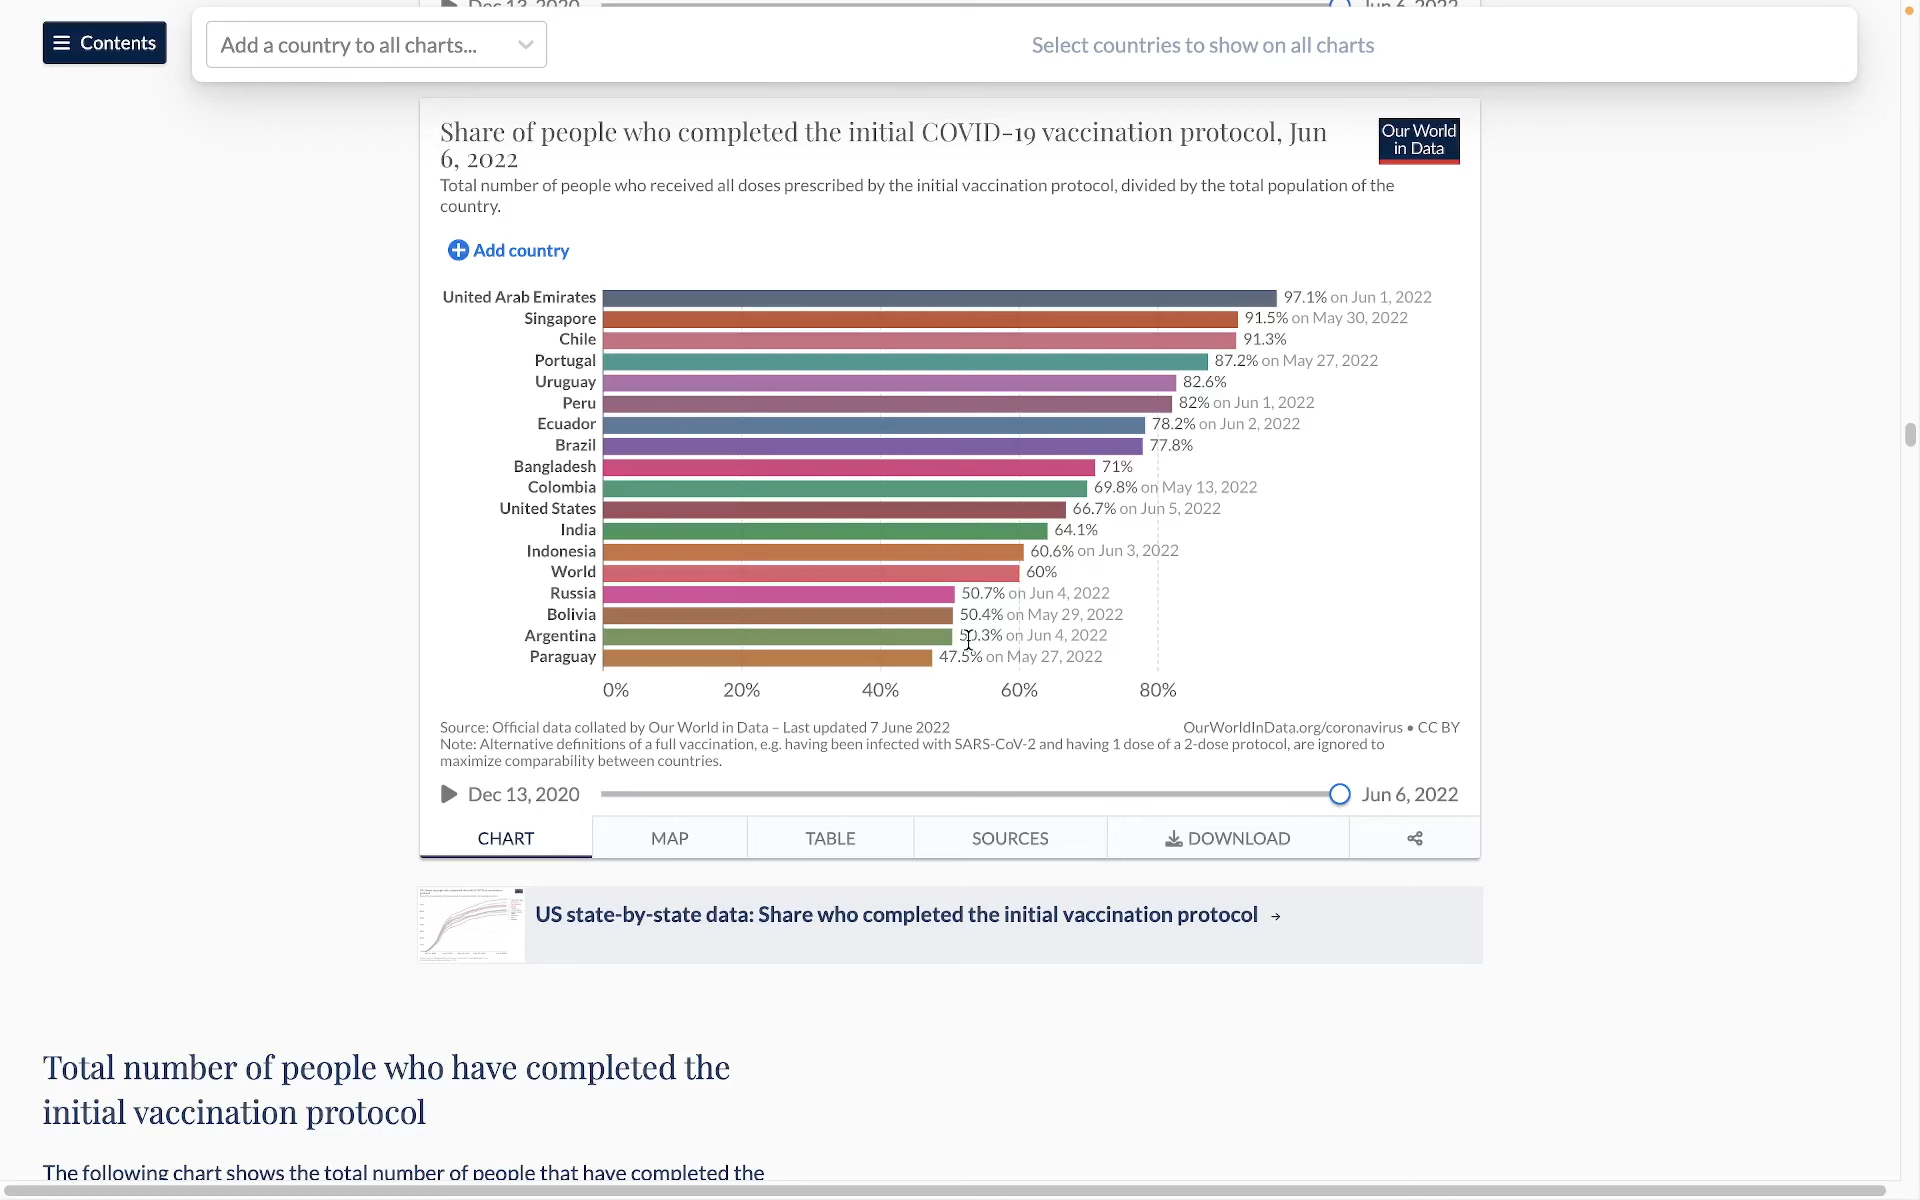 Dec 13, 2020
Jun 6, 2022
Contents
Add a country to all charts...
Select countries to show on all charts
Share of people who completed the initial COVID-19 vaccination protocol, Jun
6, 2022
Our World
in Data
Total number of people who received all doses prescribed by the initial vaccination protocol, divided by the total population of the
country.
Add country
United Arab Emirates 97.1% on Jun 1, 2022
Singapore 91.5% on May 30, 2022
Chile 91.3%
Portugal 87.2% on May 27, 2022
Uruguay 82.6%
Peru 82% on Jun 1, 2022
Ecuador 78.2% on Jun 2, 2022
Brazil 77.8%
Bangladesh 71%
Colombia 69.8% on May 13, 2022
United States 66.7% on Jun 5, 2022
India 64.1%
Indonesia 60.6% on Jun 3, 2022
World 60%
Russia 50.7% on Jun 4, 2022
Bolivia 50.4% on May 29, 2022
Argentina 50.3% on Jun 4, 2022
Paraguay 47.5% on May 27, 2022
0% 20% 40% 60% 80%
Source: Official data collated by Our World in Data – Last updated 7 June 2022
OurWorldInData.org/coronavirus • CC BY
Note: Alternative definitions of a full vaccination, e.g. having been infected with SARS-CoV-2 and having 1 dose of a 2-dose protocol, are ignored to
maximize comparability between countries.
Dec 13, 2020
Jun 6, 2022
CHART MAP TABLE SOURCES DOWNLOAD
US state-by-state data: Share who completed the initial vaccination protocol →
Total number of people who have completed the
initial vaccination protocol
The following chart shows the total number of people that have completed the